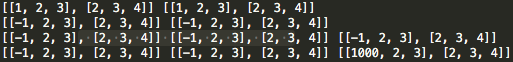 [[1, 2, 3], [2, 3, 4]] [[1, 2, 3], [2, 3, 4]]
[[-1, 2, 3], [2, 3, 4]] [[-1, 2, 3], [2, 3, 4]]
[[-1, 2, 3], [2, 3, 4]] [[-1, 2, 3], [2, 3, 4]] [[-1, 2, 3], [2, 3, 4]]
[[-1, 2, 3], [2, 3, 4]] [[-1, 2, 3], [2, 3, 4]] [[1000, 2, 3], [2, 3, 4]]